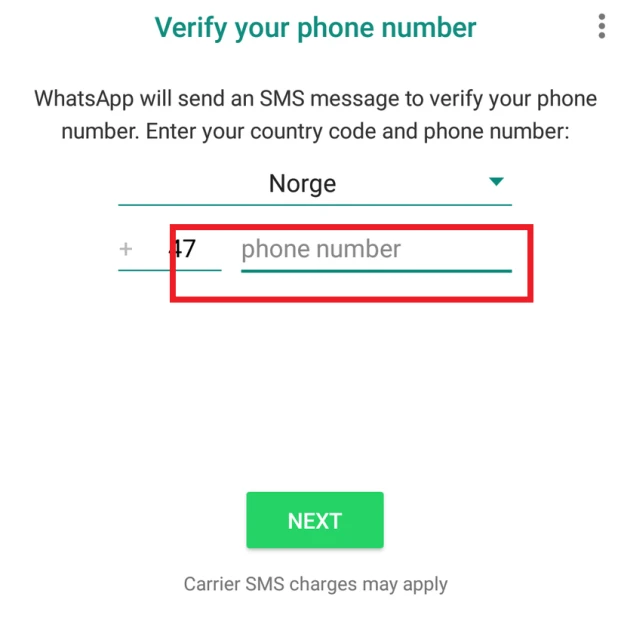 Verify your phone number
WhatsApp will send an SMS message to verify your phone
number. Enter your country code and phone number:
Norge
+ 47 phone number
NEXT
Carrier SMS charges may apply